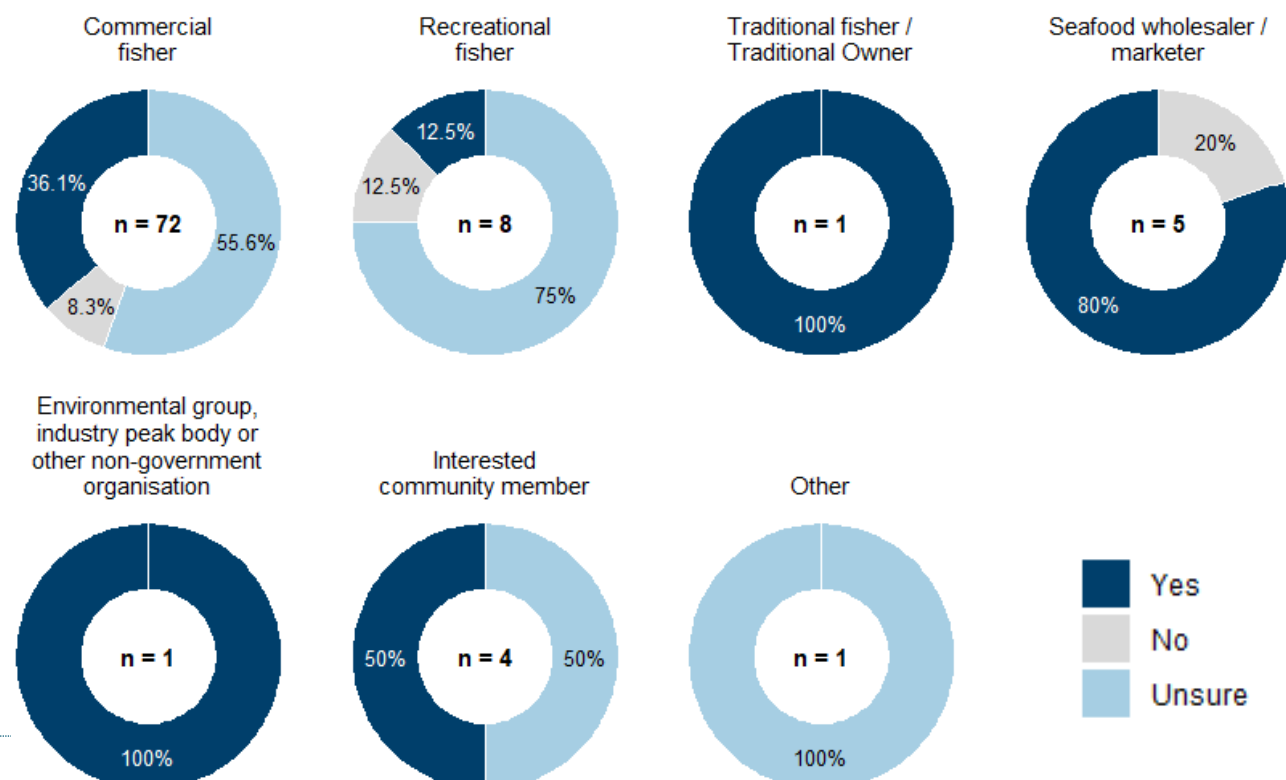 Commercial
fisher
36.1%
n = 72
55.6%
8.3%
Recreational
fisher
12.5%
12.5%
n = 8
75%
Traditional fisher /
Traditional Owner
n = 1
100%
Seafood wholesaler /
marketer
20%
n = 5
80%
Environmental group,
industry peak body or
other non-government
organisation
n = 1
100%
Interested
community member
50%
n = 4
50%
Other
n = 1
100%
Yes
No
Unsure